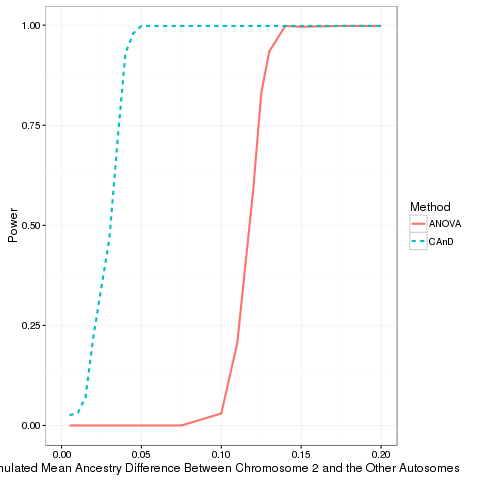 1.00
0.75
0.50
0.25
0.00
Power
0.00 0.05 0.10 0.15 0.20
Mean Ancestry Difference Between Chromosome 2 and the Other Autosomes
Method
ANOVA
CAnD